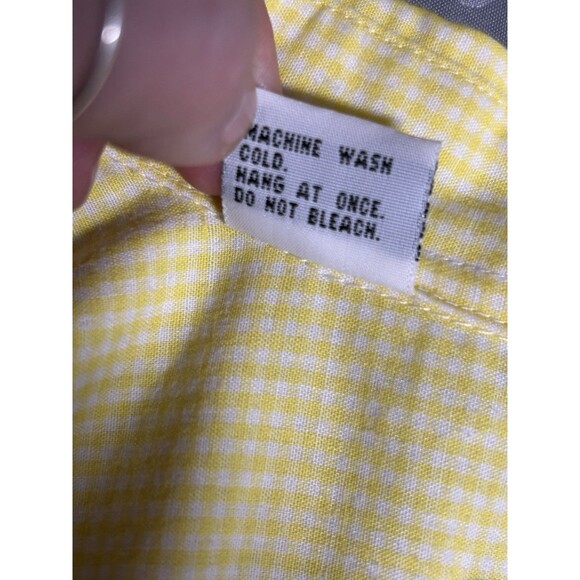 MACHINE WASH
COLD.
HANG AT ONCE.
DO NOT BLEACH.